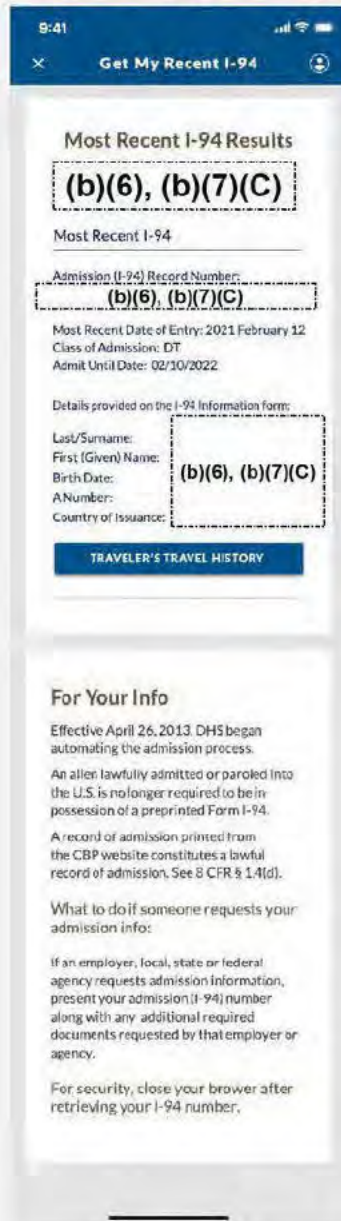 9:41
× Get My Recent I-94
Most Recent I-94 Results
(b)(6), (b)(7)(C)
Most Recent I-94
Admission (I-94) Record Number:
(b)(6), (b)(7)(C)
Most Recent Date of Entry: 2021 February 12
Class of Admission: DT
Admit Until Date: 02/10/2022
Details provided on the I-94 Information form:
Last/Surname:
First (Given) Name:
Birth Date:
A Number:
Country of Issuance:
(b)(6), (b)(7)(C)
TRAVELER'S TRAVEL HISTORY
For Your Info
Effective April 26, 2013, DHS began
automating the admission process.
An alien lawfully admitted or paroled into
the U.S. is no longer required to be in
possession of a preprinted Form I-94.
A record of admission printed from
the CBP website constitutes a lawful
record of admission. See 8 CFR § 1.4(d).
What to do if someone requests your
admission info:
If an employer, local, state or federal
agency requests admission information,
present your admission (I-94) number
along with any additional required
documents requested by that employer or
agency.
For security, close your brower after
retrieving your I-94 number.